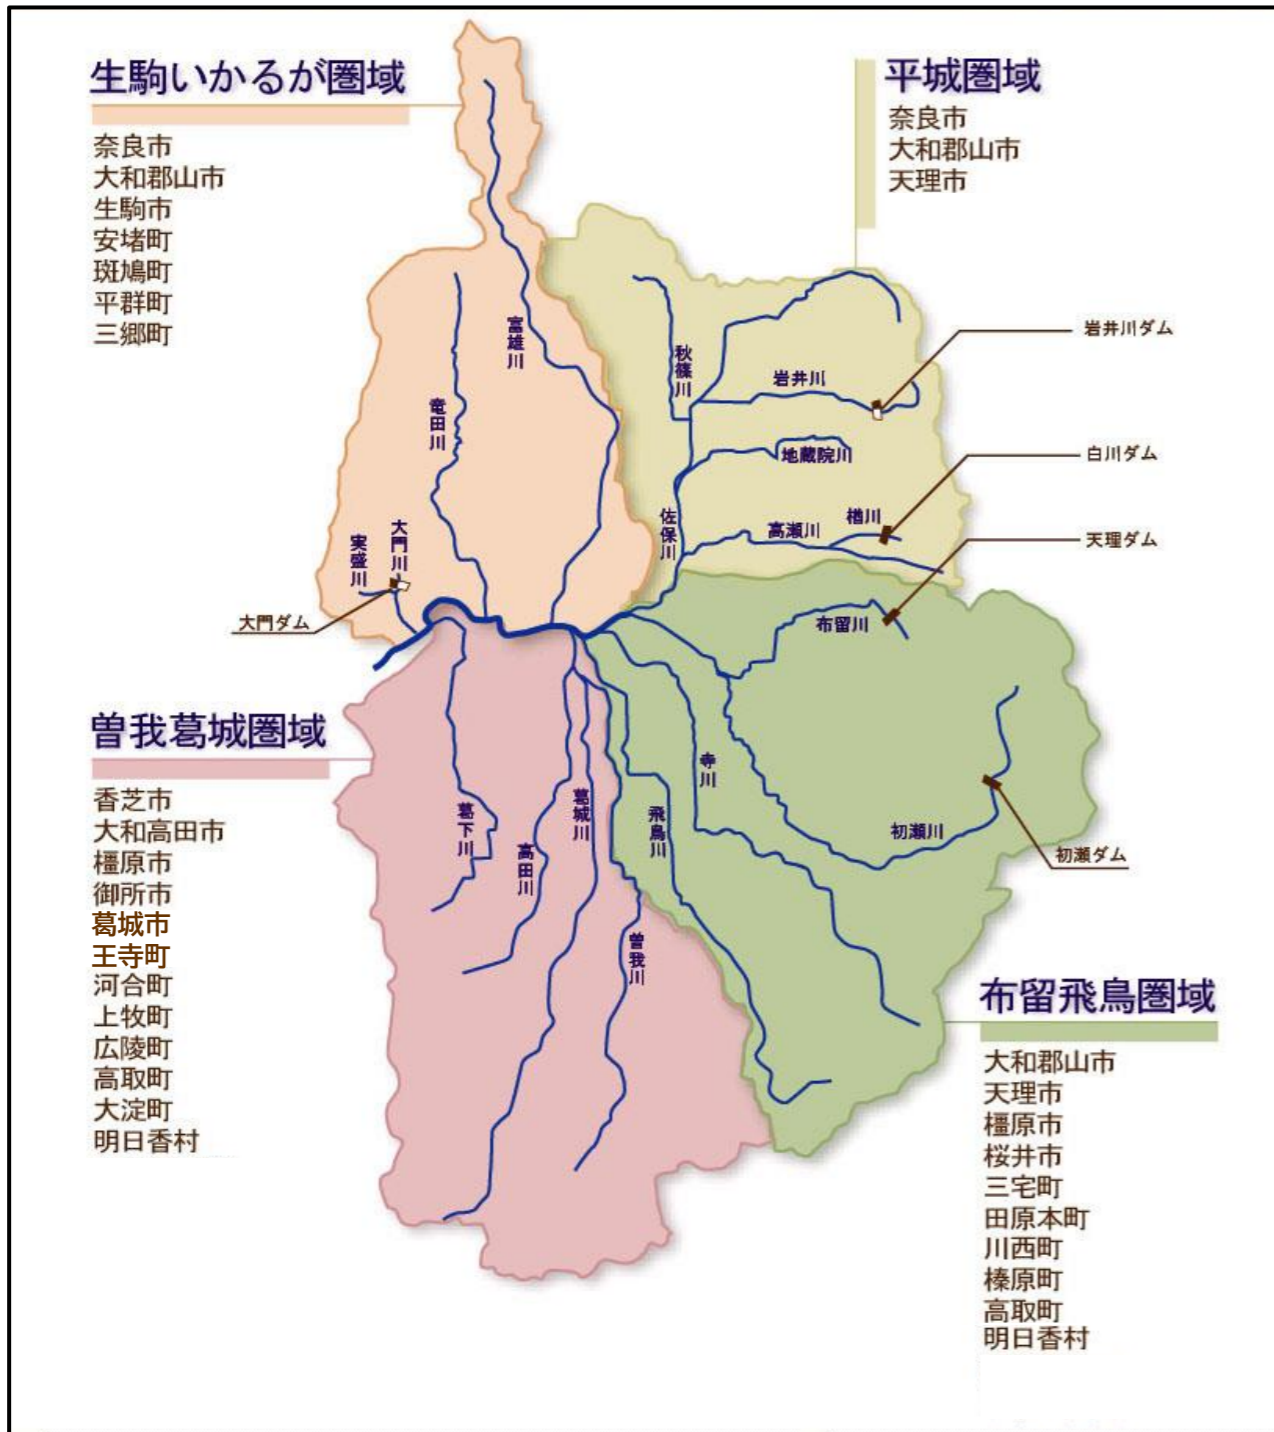 生駒いかるが圏域
奈良市
大和郡山市
生駒市
安堵町
斑鳩町
平群町
三郷町
平城圏域
奈良市
大和郡山市
天理市
富雄川
竜田川
大門川
実盛川
大門ダム
秋篠川
岩井川
岩井川ダム
地蔵院川
白川ダム
佐保川
高瀬川
楢川
天理ダム
布留川
曽我葛城圏域
香芝市
大和高田市
橿原市
御所市
葛城市
王寺町
河合町
上牧町
広陵町
高取町
大淀町
明日香村
葛下川
高田川
葛城川
曽我川
飛鳥川
寺川
初瀬川
初瀬ダム
布留飛鳥圏域
大和郡山市
天理市
橿原市
桜井市
三宅町
田原本町
川西町
榛原町
高取町
明日香村